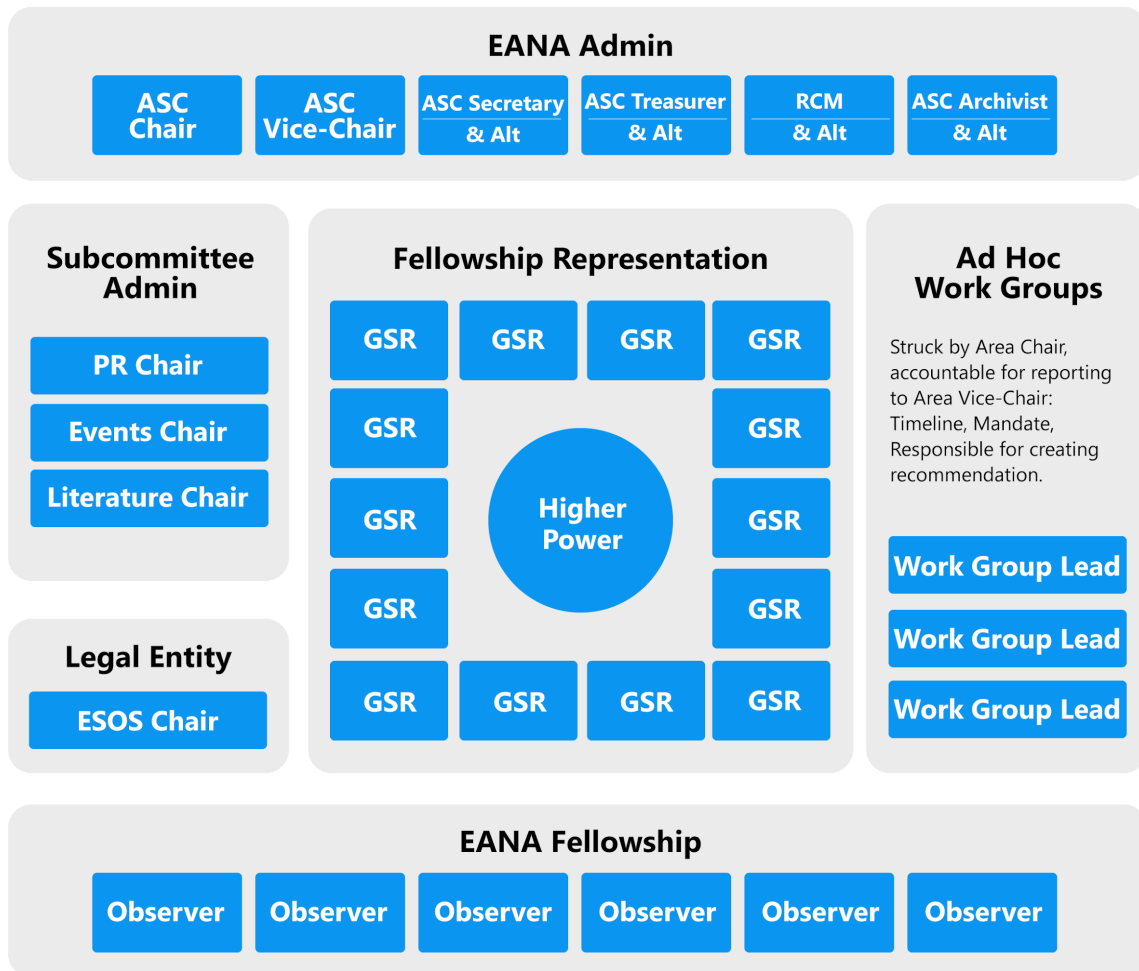 EANA Admin
ASC
Chair
ASC
Vice-Chair
ASC Secretary
& Alt
ASC Treasurer
& Alt
RCM
& Alt
ASC Archivist
& Alt
Subcommittee
Admin
PR Chair
Events Chair
Literature Chair
Legal Entity
ESOS Chair
Fellowship Representation
GSR
GSR
GSR
GSR
GSR
GSR
GSR
GSR
GSR
GSR
GSR
GSR
GSR
GSR
Higher
Power
Ad Hoc
Work Groups
Struck by Area Chair,
accountable for reporting
to Area Vice-Chair:
Timeline, Mandate,
Responsible for creating
recommendation.
Work Group Lead
Work Group Lead
Work Group Lead
EANA Fellowship
Observer
Observer
Observer
Observer
Observer
Observer